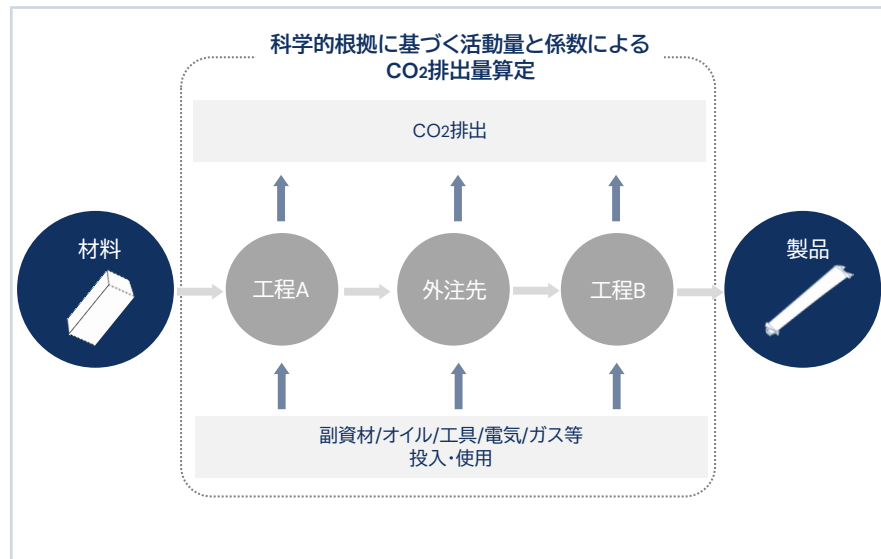 科学的根拠に基づく活動量と係数による
CO₂排出量算定
CO₂排出
材料
工程A
外注先
工程B
製品
副資材/オイル/工具/電気/ガス等
投入・使用